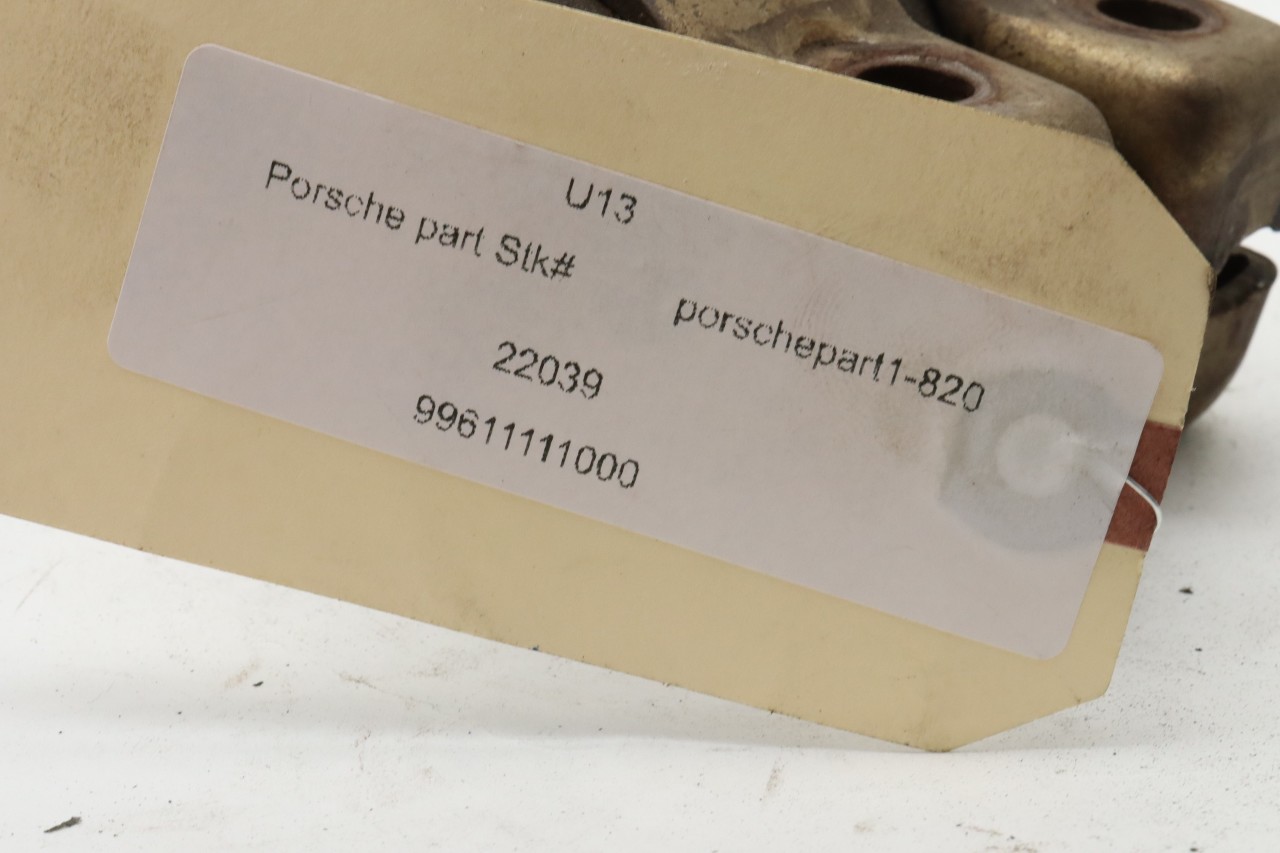 U13
Porsche part Stk#
porschepart1-820
22039
99611111000